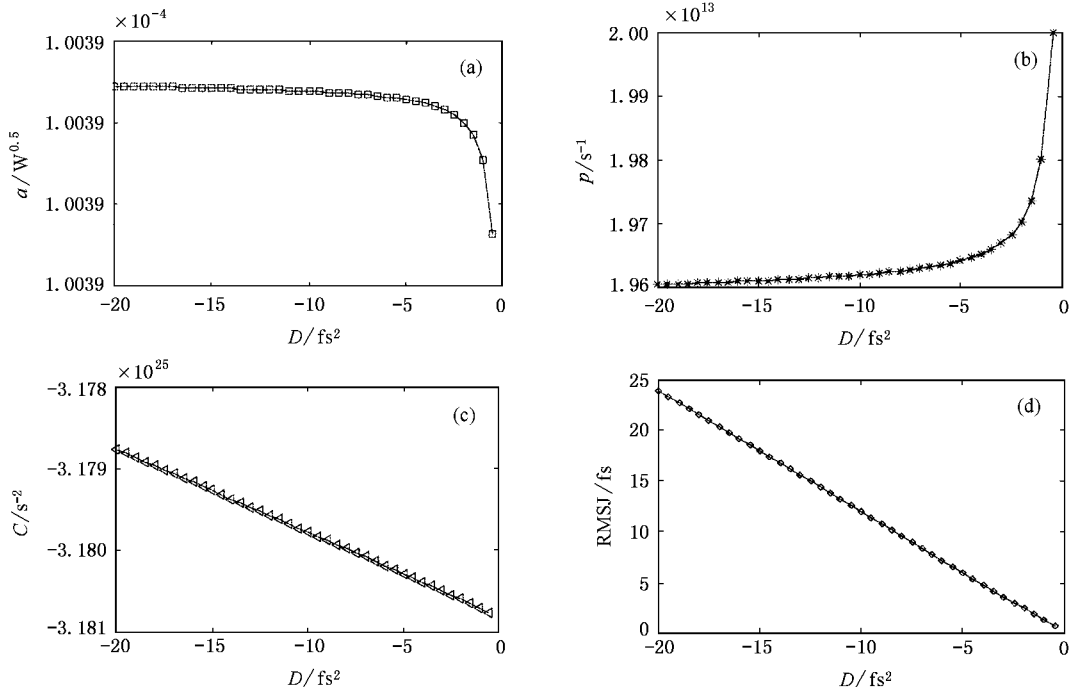 ×10⁻⁴
1.0039
1.0039
1.0039
1.0039
a/W⁰·⁵
(a)
-20 -15 -10 -5 0
D/fs²
×10¹³
2.00
1.99
1.98
1.97
1.96
p/s⁻¹
(b)
-20 -15 -10 -5 0
D/fs²
×10²⁵
-3.178
-3.179
-3.180
-3.181
C/s⁻²
(c)
-20 -15 -10 -5 0
D/fs²
25
20
15
10
5
0
RMSJ/fs
(d)
-20 -15 -10 -5 0
D/fs²